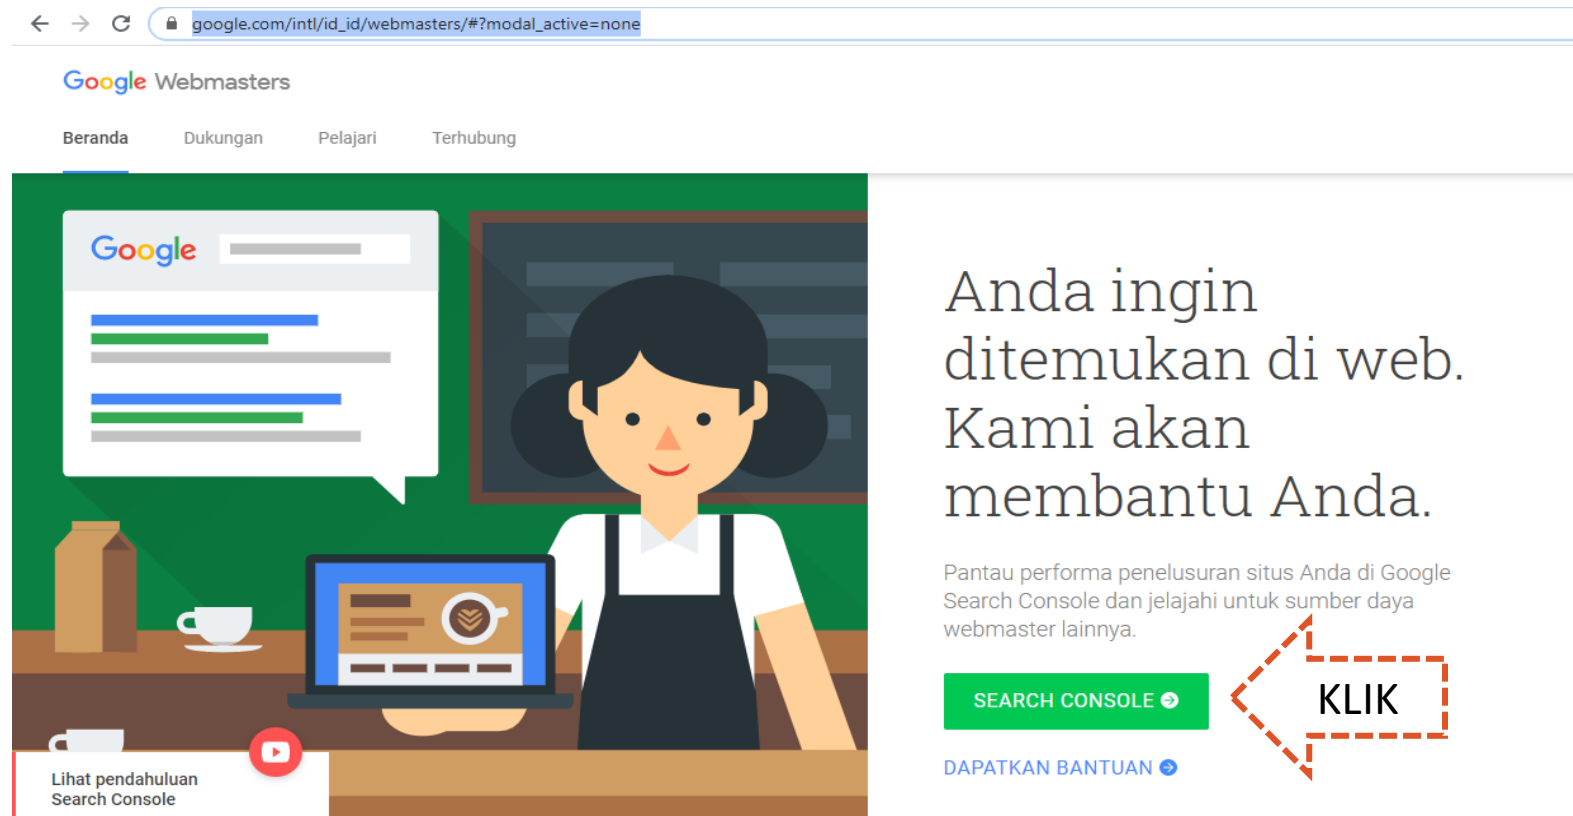 google.com/intl/id_id/webmasters/#?modal_active=none
Google Webmasters
Beranda Dukungan Pelajari Terhubung
Google
Anda ingin
ditemukan di web.
Kami akan
membantu Anda.
Pantau performa penelusuran situs Anda di Google
Search Console dan jelajahi untuk sumber daya
webmaster lainnya.
SEARCH CONSOLE
KLIK
DAPATKAN BANTUAN
Lihat pendahuluan
Search Console